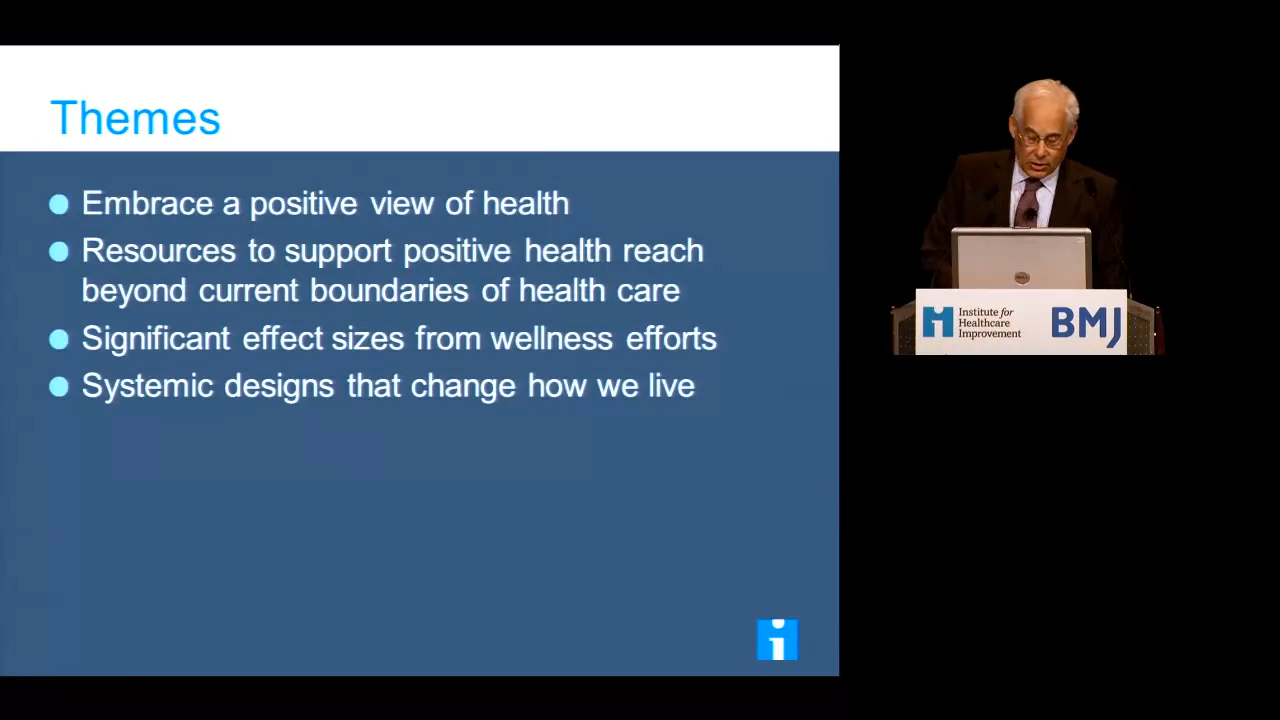 Themes
Embrace a positive view of health
Resources to support positive health reach
beyond current boundaries of health care
Significant effect sizes from wellness efforts
Systemic designs that change how we live
Institute for
Healthcare
Improvement
BMJ